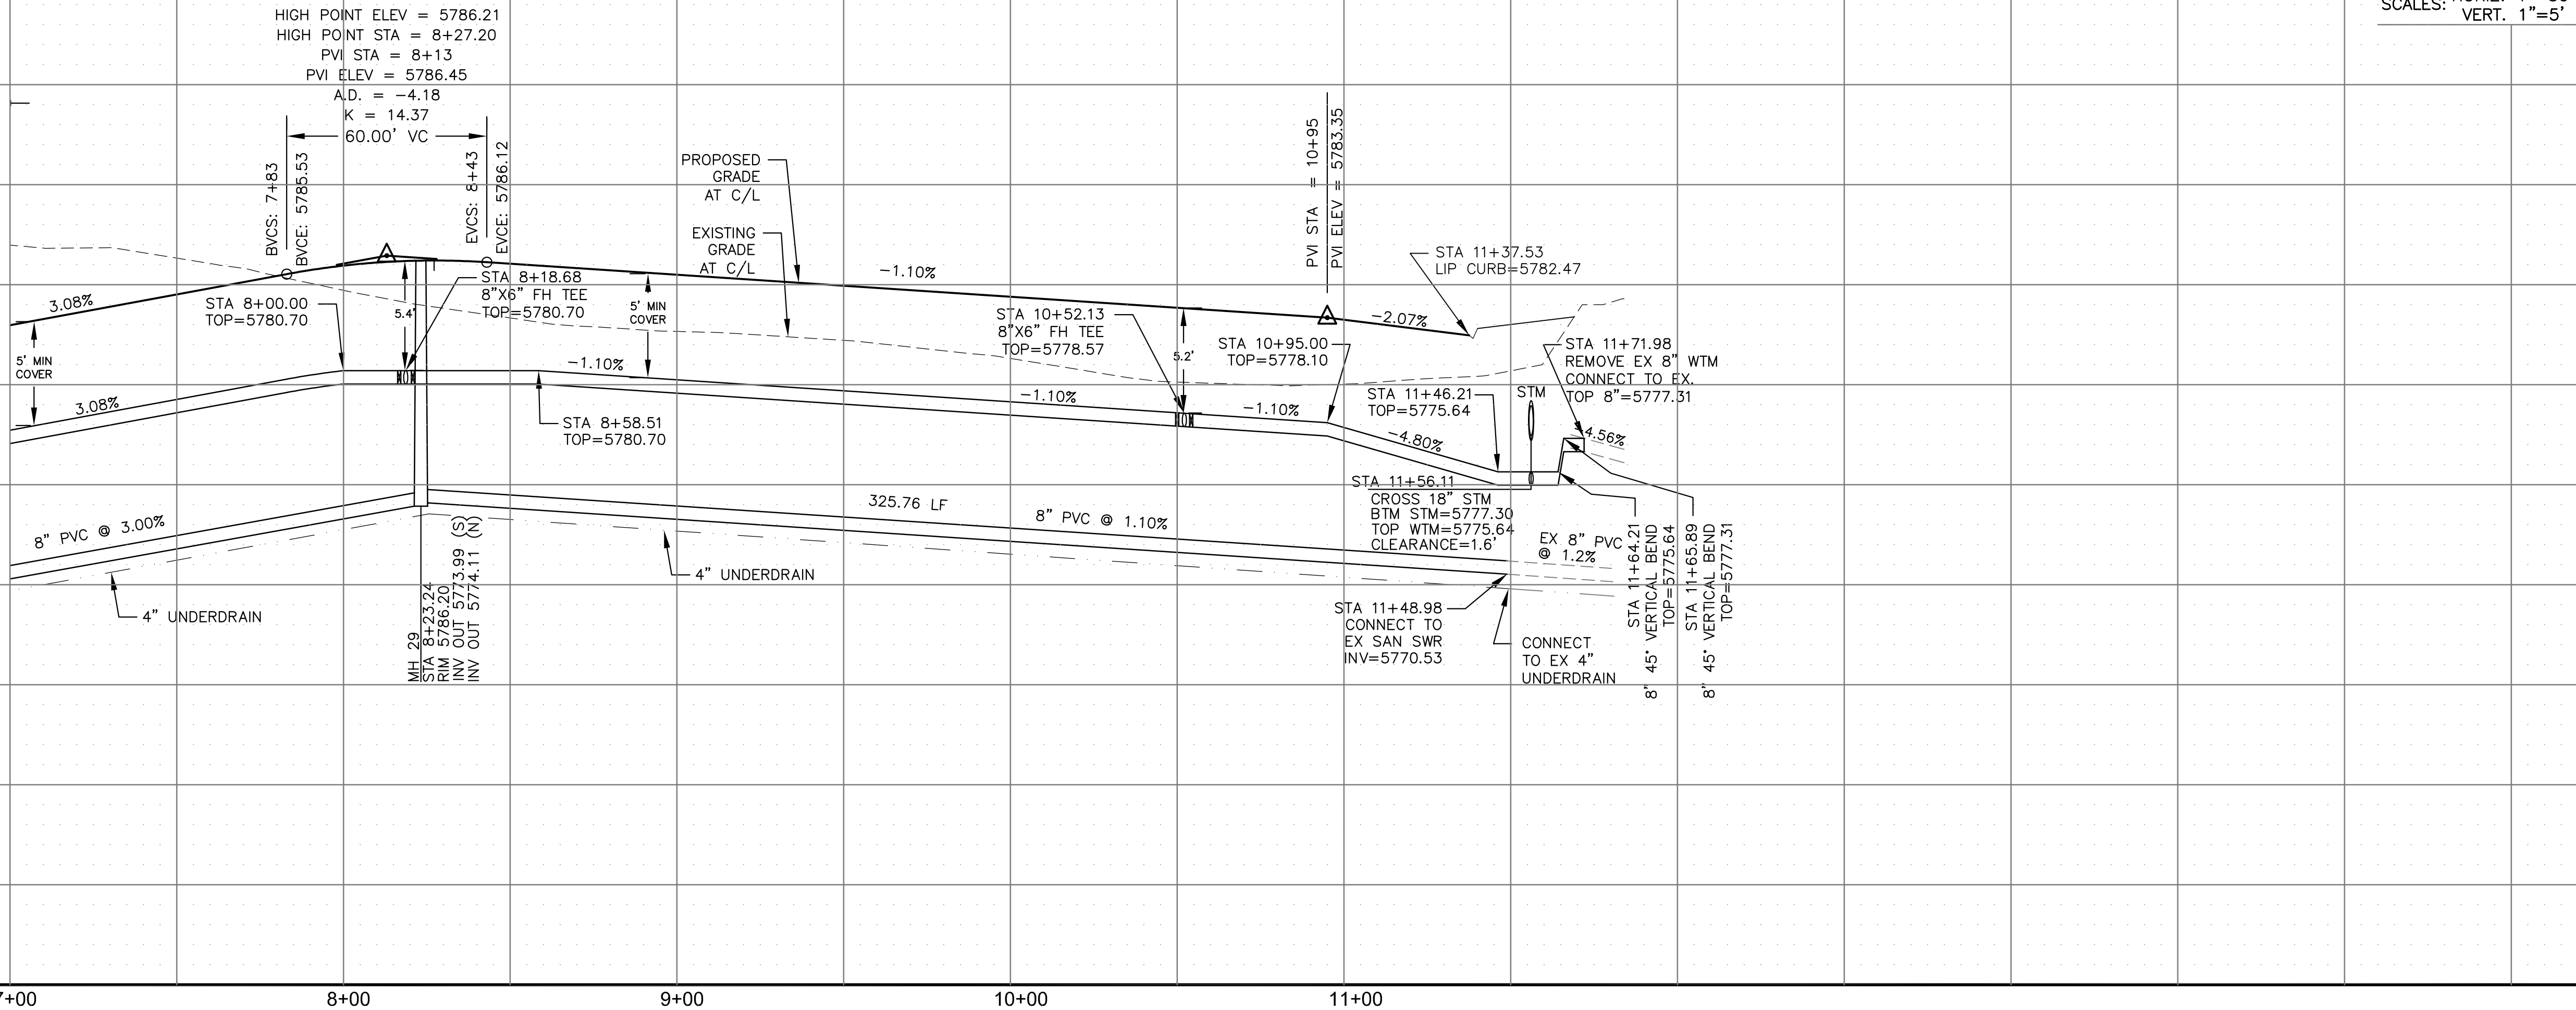 HIGH POINT ELEV = 5786.21
HIGH POINT STA = 8+27.20
PVI STA = 8+13
PVI ELEV = 5786.45
A.D. = -4.18
K = 14.37
60.00' VC
BVCS: 7+83
BVCE: 5785.53
EVCS: 8+43
EVCE: 5786.12
SCALES:
VERT. 1"=5'
PROPOSED
GRADE
AT C/L
EXISTING
GRADE
AT C/L
-1.10%
PVI STA = 10+95
PVI ELEV = 5783.35
STA 11+37.53
LIP CURB=5782.47
3.08%
STA 8+00.00
TOP=5780.70
5.4'
STA 8+18.68
8"X6" FH TEE
TOP=5780.70
5' MIN
COVER
5' MIN
COVER
-1.10%
STA 10+52.13
8"X6" FH TEE
TOP=5778.57
5.2'
-2.07%
STA 10+95.00
TOP=5778.10
STA 11+71.98
REMOVE EX 8" WTM
CONNECT TO EX.
TOP 8"=5777.31
3.08%
-1.10%
-1.10%
STA 11+46.21
TOP=5775.64
STM
-4.80%
-4.56%
STA 8+58.51
TOP=5780.70
STA 11+56.11
CROSS 18" STM
BTM STM=5777.30
TOP WTM=5775.64
CLEARANCE=1.6'
8" PVC @ 3.00%
325.76 LF
8" PVC @ 1.10%
EX 8" PVC
@ 1.2%
4" UNDERDRAIN
4" UNDERDRAIN
MH 29
STA 8+23.24
RIM 5786.20
INV OUT 5773.99 (S)
INV OUT 5774.11 (N)
STA 11+48.98
CONNECT TO
EX SAN SWR
INV=5770.53
CONNECT
TO EX 4"
UNDERDRAIN
STA 11+64.21
8" 45° VERTICAL BEND
TOP=5775.64
STA 11+65.89
8" 45° VERTICAL BEND
TOP=5777.31
7+00
8+00
9+00
10+00
11+00